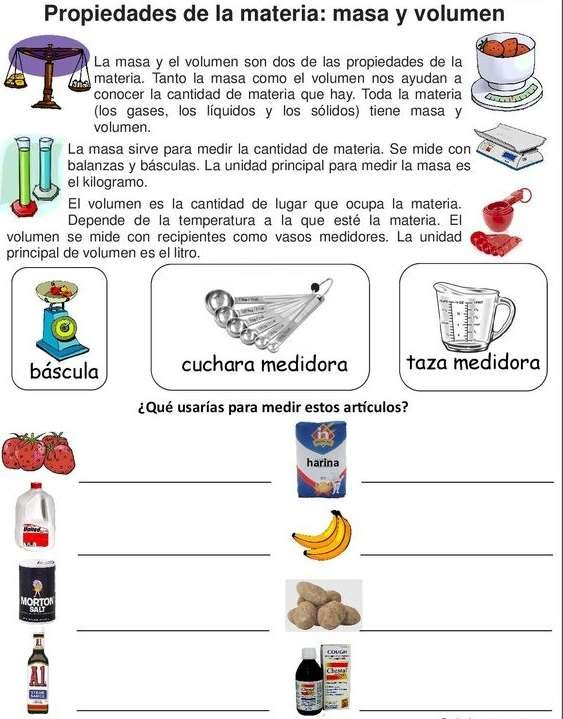 Propiedades de la materia: masa y volumen
La masa y el volumen son dos de las propiedades de la
materia. Tanto la masa como el volumen nos ayudan a
conocer la cantidad de materia que hay. Toda la materia
(los gases, los líquidos y los sólidos) tiene masa y
volumen.
La masa sirve para medir la cantidad de materia. Se mide con
balanzas y básculas. La unidad principal para medir la masa es
el kilogramo.
El volumen es la cantidad de lugar que ocupa la materia.
Depende de la temperatura a la que esté la materia. El
volumen se mide con recipientes como vasos medidores. La unidad
principal de volumen es el litro.
báscula
cuchara medidora
taza medidora
¿Qué usarías para medir estos artículos?
harina
United
MORTON
SALT
A1
STEAK
SAUCE
COUGH